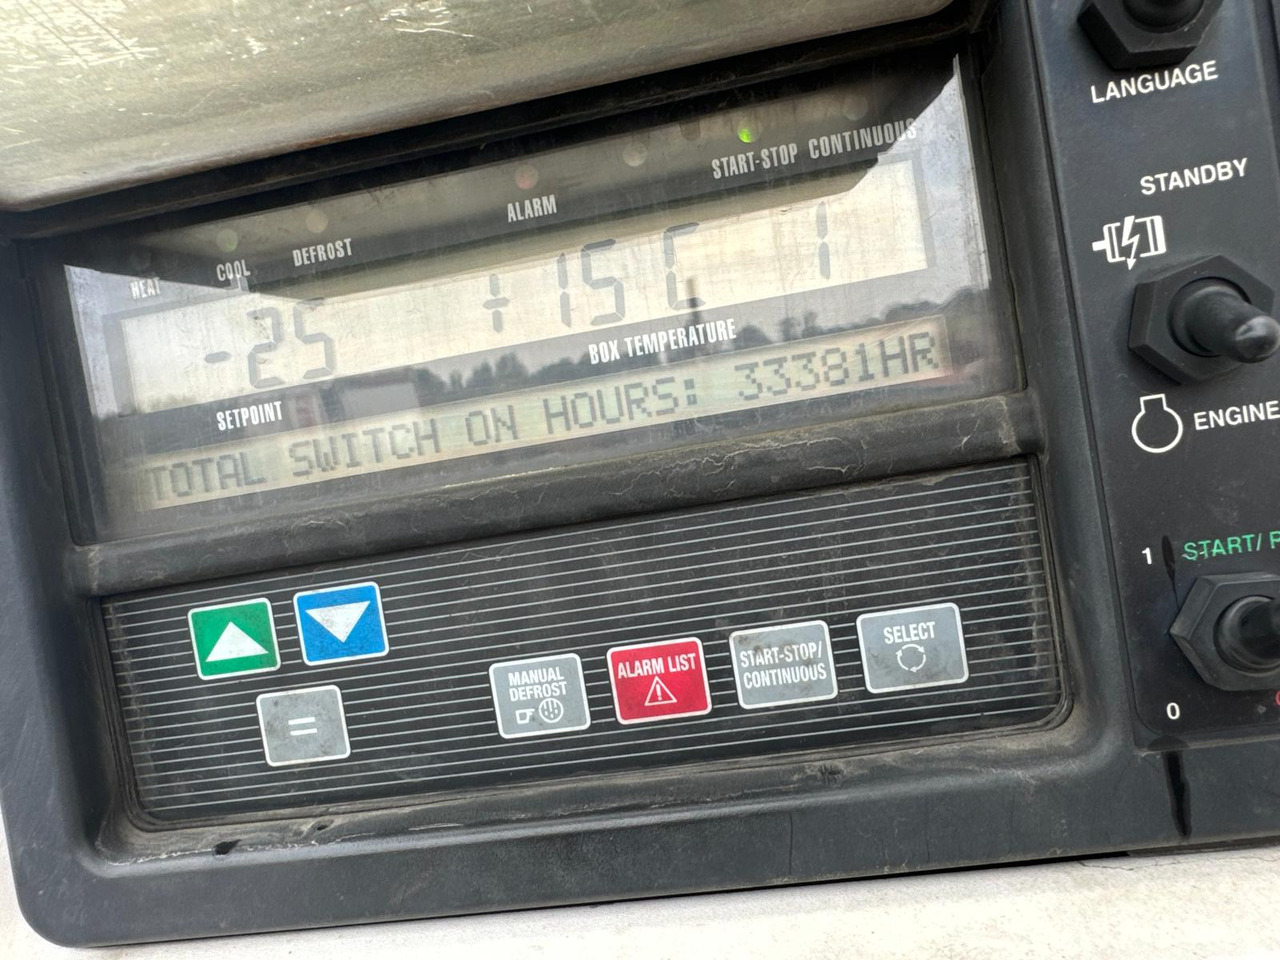 LANGUAGE
STANDBY
ENGINE
START/
1
0
HEAT
COOL
DEFROST
ALARM
START-STOP CONTINUOUS
-25
+15C
1
SETPOINT
BOX TEMPERATURE
TOTAL SWITCH ON HOURS: 33381HR
=
MANUAL
DEFROST
ALARM LIST
START-STOP/
CONTINUOUS
SELECT